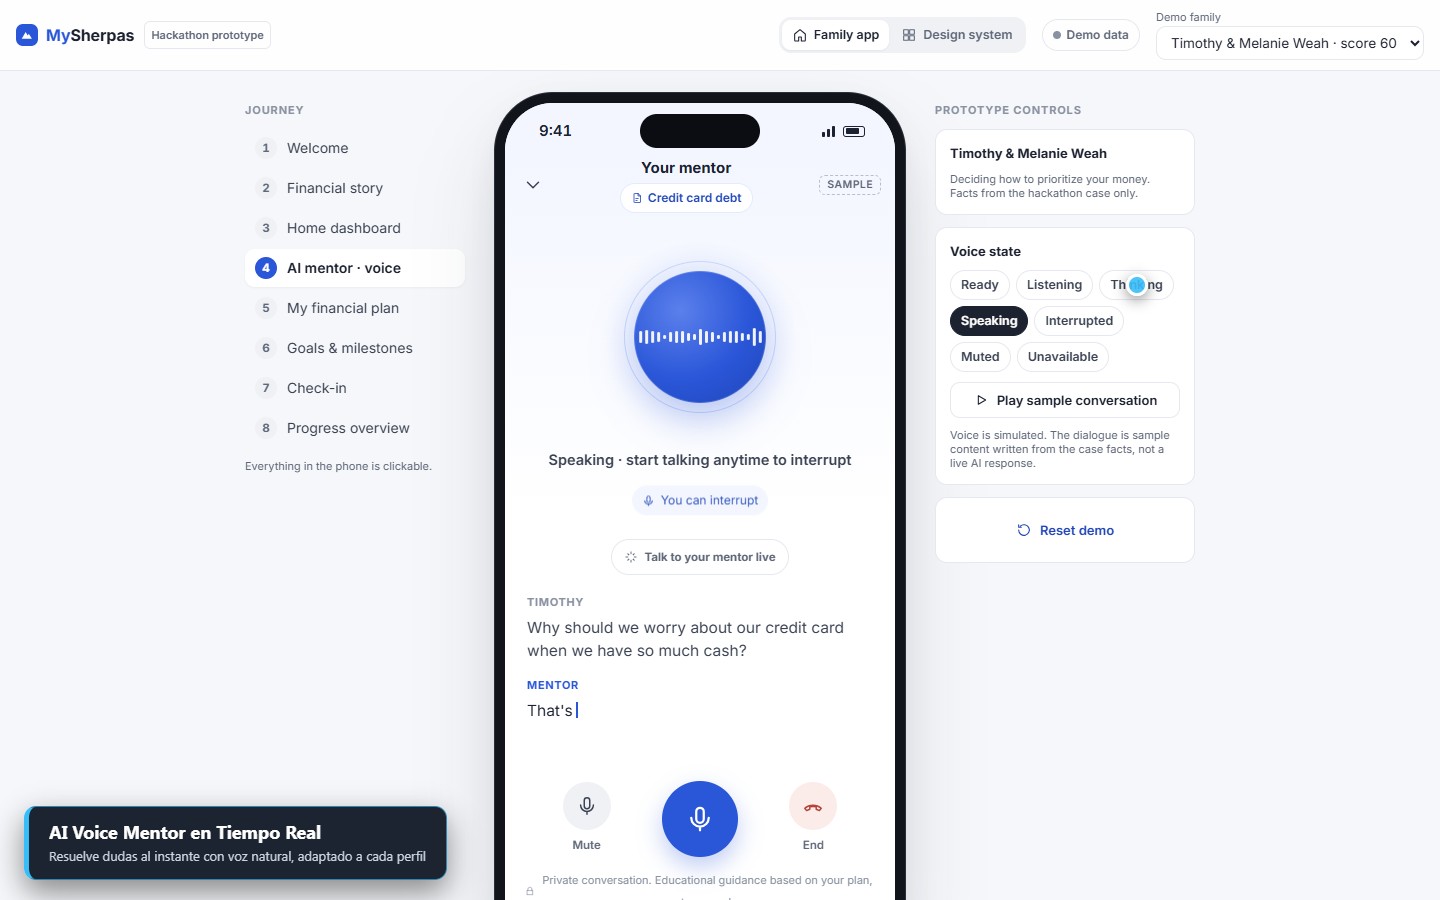 MySherpas
Hackathon prototype
Family app
Design system
Demo data
Demo family
Timothy & Melanie Weah · score 60
JOURNEY
1 Welcome
2 Financial story
3 Home dashboard
4 AI mentor · voice
5 My financial plan
6 Goals & milestones
7 Check-in
8 Progress overview
Everything in the phone is clickable.
9:41
Your mentor
Credit card debt
SAMPLE
Speaking · start talking anytime to interrupt
You can interrupt
Talk to your mentor live
TIMOTHY
Why should we worry about our credit card
when we have so much cash?
MENTOR
That's
Mute
End
Private conversation. Educational guidance based on your plan,
PROTOTYPE CONTROLS
Timothy & Melanie Weah
Deciding how to prioritize your money.
Facts from the hackathon case only.
Voice state
Ready
Listening
Thinking
Speaking
Interrupted
Muted
Unavailable
Play sample conversation
Voice is simulated. The dialogue is sample
content written from the case facts, not a
live AI response.
Reset demo
AI Voice Mentor en Tiempo Real
Resuelve dudas al instante con voz natural, adaptado a cada perfil